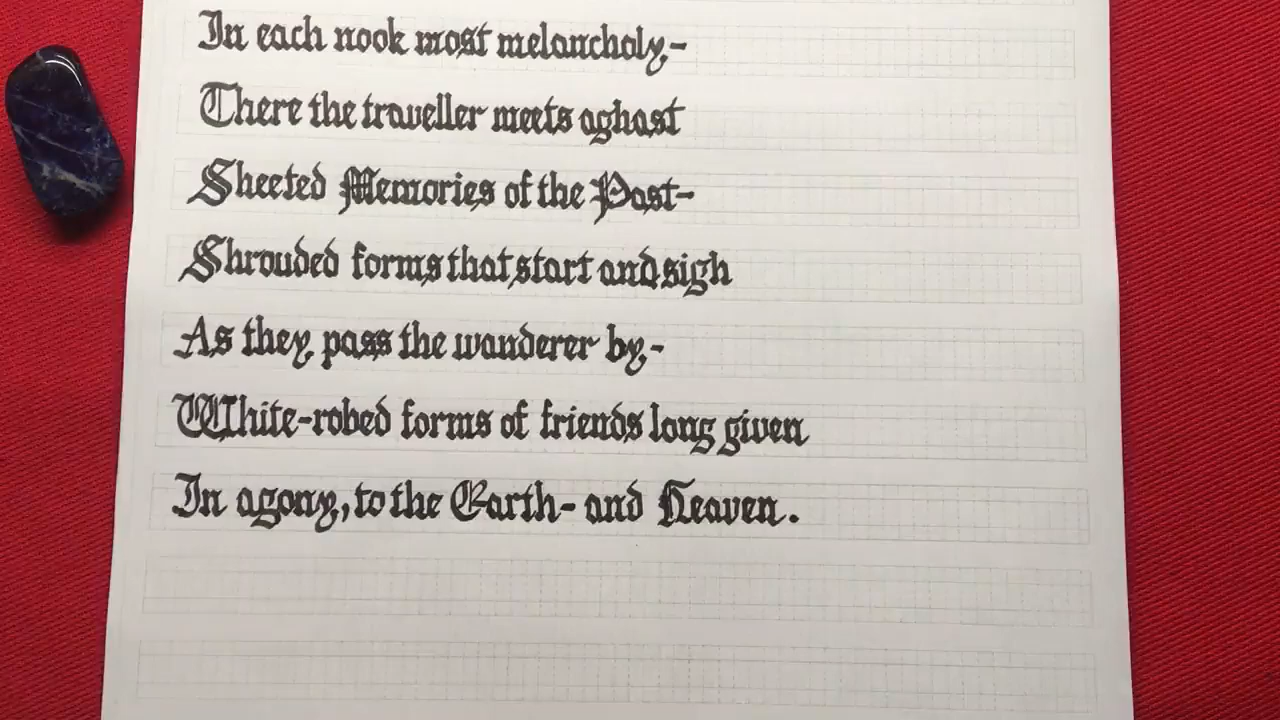 In each nook most melancholy,-
There the traveller meets aghast
Sheeted Memories of the Past-
Shrouded forms that start and sigh
As they pass the wanderer by,-
White-robed forms of friends long given
In agony, to the Earth- and Heaven.